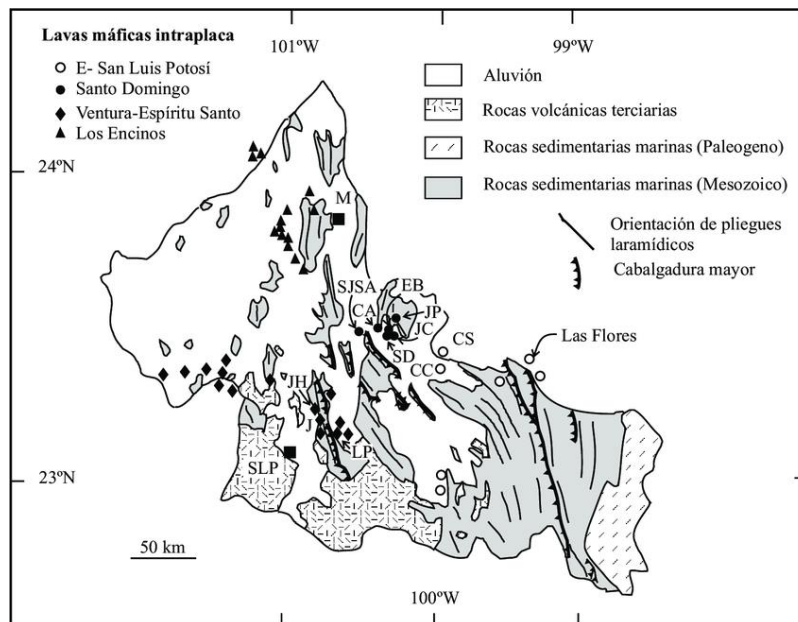 101ºW
99ºW
Lavas máficas intraplaca
E- San Luis Potosí
Santo Domingo
Ventura-Espíritu Santo
Los Encinos
Aluvión
Rocas volcánicas terciarias
Rocas sedimentarias marinas (Paleogeno)
Rocas sedimentarias marinas (Mesozoico)
Orientación de pliegues
laramídicos
Cabalgadura mayor
24ºN
M
SJSA
EB
CA
JP
JC
CS
Las Flores
SD
CC
JH
J
LP
SLP
23ºN
50 km
100ºW